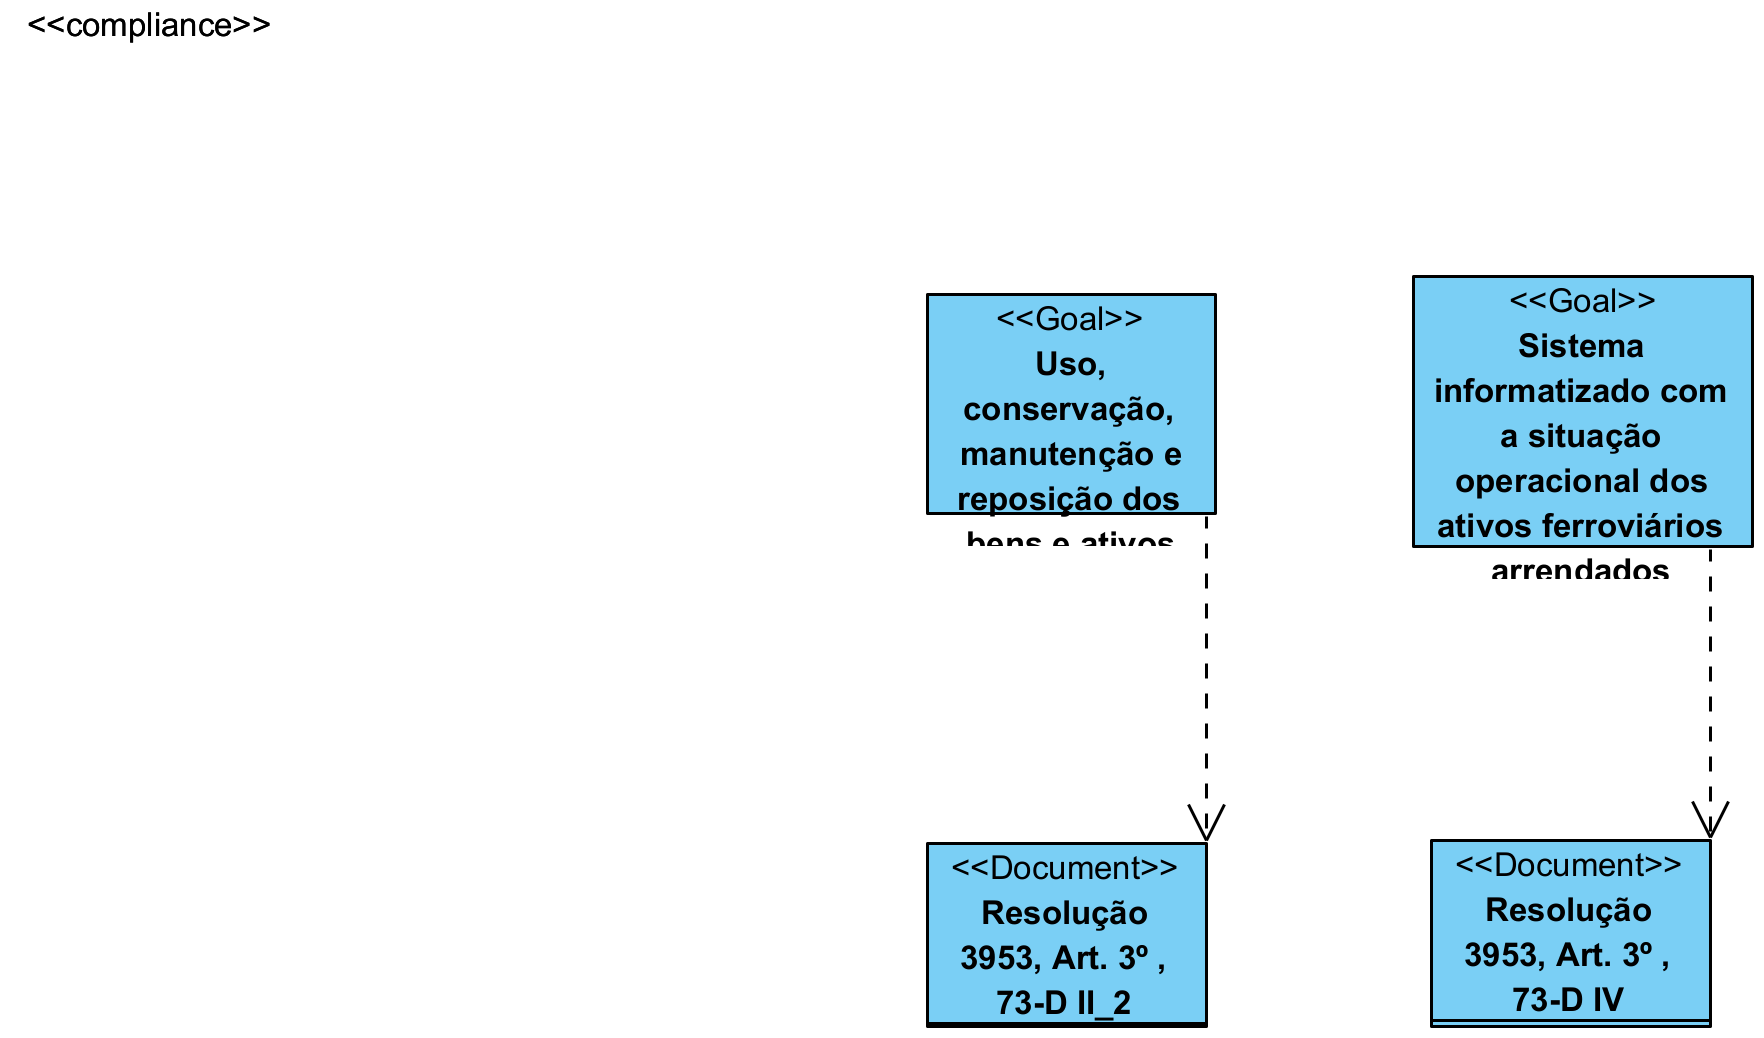 <<compliance>>
<<Goal>>
Uso,
conservação,
manutenção e
reposição dos
bens e ativos
<<Goal>>
Sistema
informatizado com
a situação
operacional dos
ativos ferroviários
arrendados
<<Document>>
Resolução
3953, Art. 3º ,
73-D II_2
<<Document>>
Resolução
3953, Art. 3º ,
73-D IV